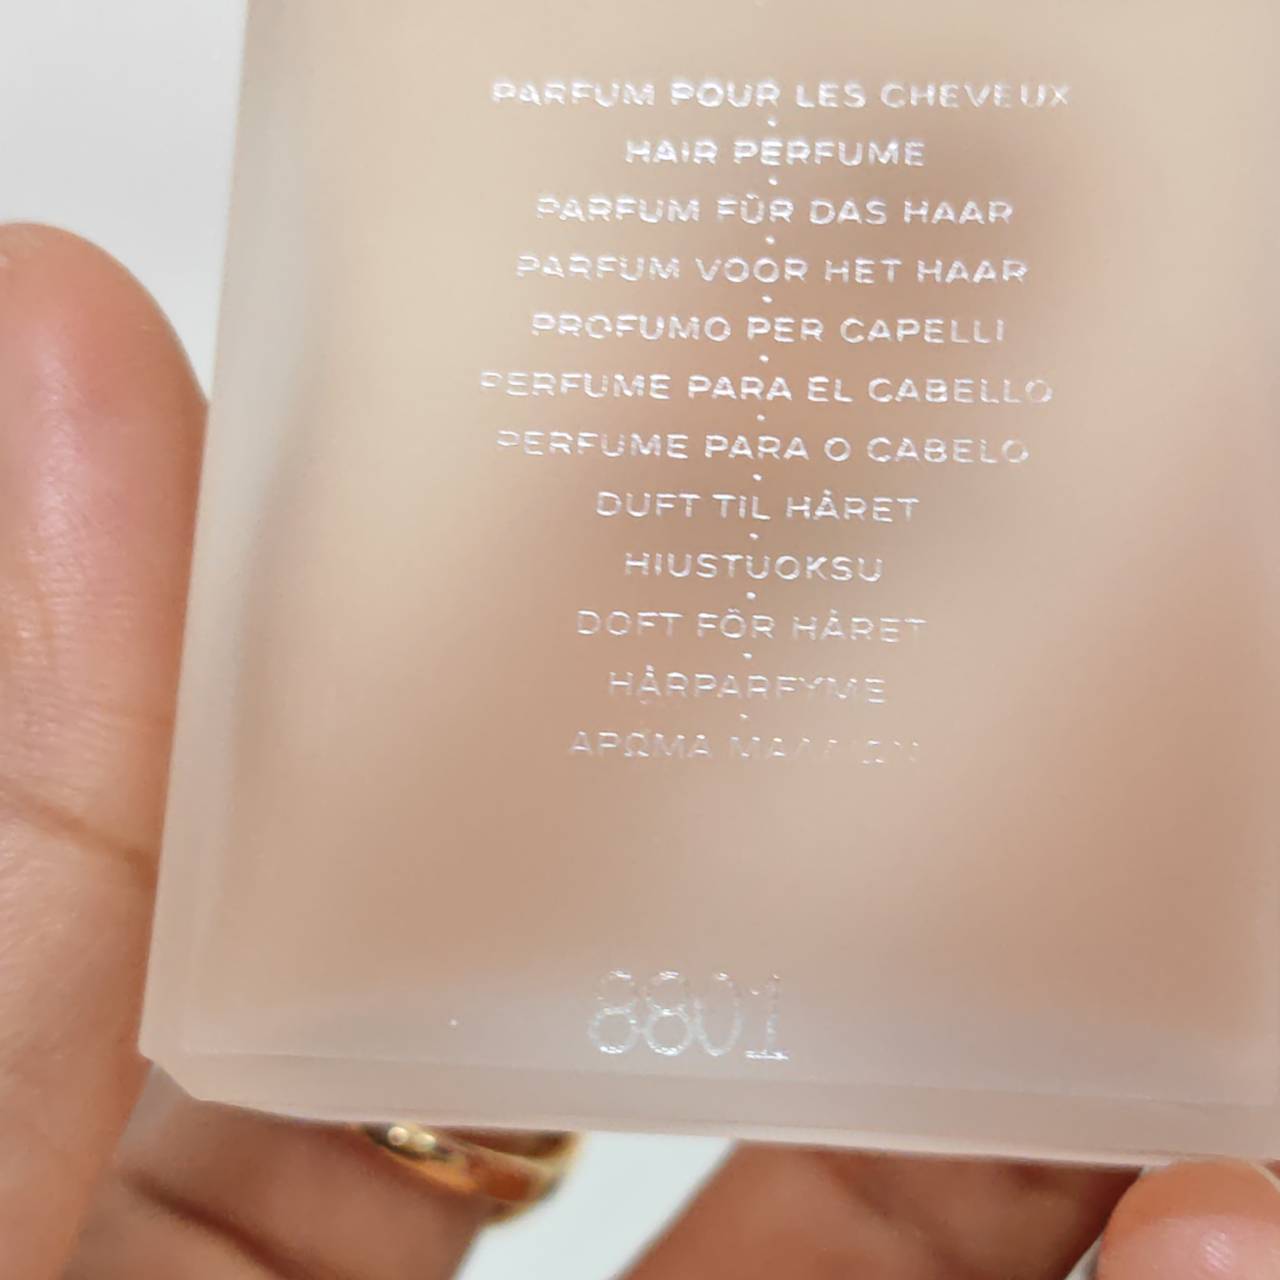 PARFUM POUR LES CHEVEUX
HAIR PERFUME
PARFUM FÜR DAS HAAR
PARFUM VOOR HET HAAR
PROFUMO PER CAPELLI
PERFUME PARA EL CABELLO
PERFUME PARA O CABELO
DUFT TIL HÅRET
HIUSTUOKSU
DOFT FÖR HÅRET
HÅRPARFYME
ΑΡΩΜΑ ΜΑΛΛΙΩΝ
8801